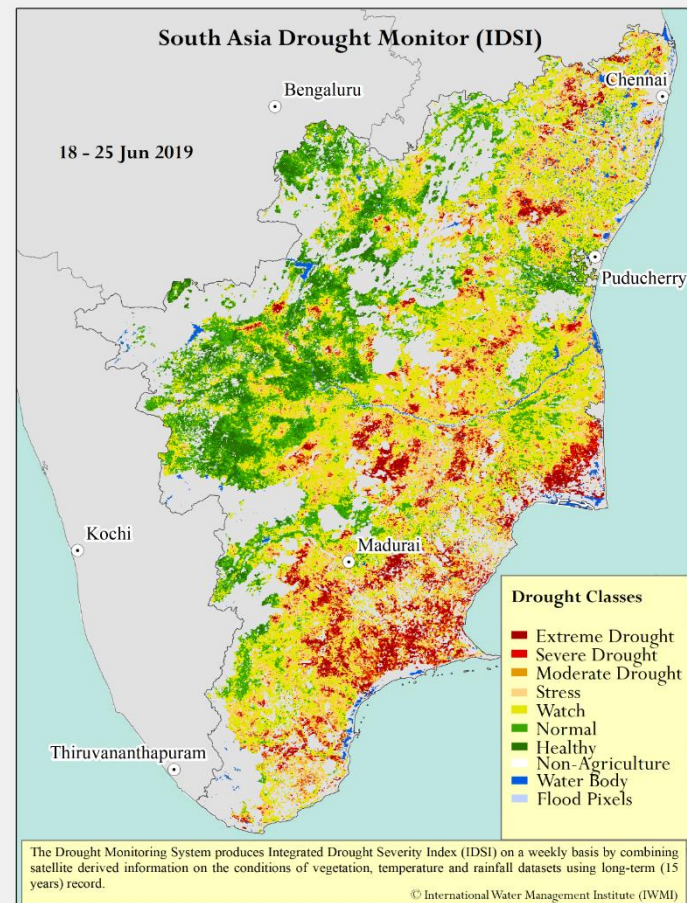 South Asia Drought Monitor (IDSI)
Bengaluru
Chennai
18 - 25 Jun 2019
Puducherry
Kochi
Madurai
Thiruvananthapuram
Drought Classes
Extreme Drought
Severe Drought
Moderate Drought
Stress
Watch
Normal
Healthy
Non-Agriculture
Water Body
Flood Pixels
The Drought Monitoring System produces Integrated Drought Severity Index (IDSI) on a weekly basis by combining
satellite derived information on the conditions of vegetation, temperature and rainfall datasets using long-term (15
years) record.
© International Water Management Institute (IWMI)